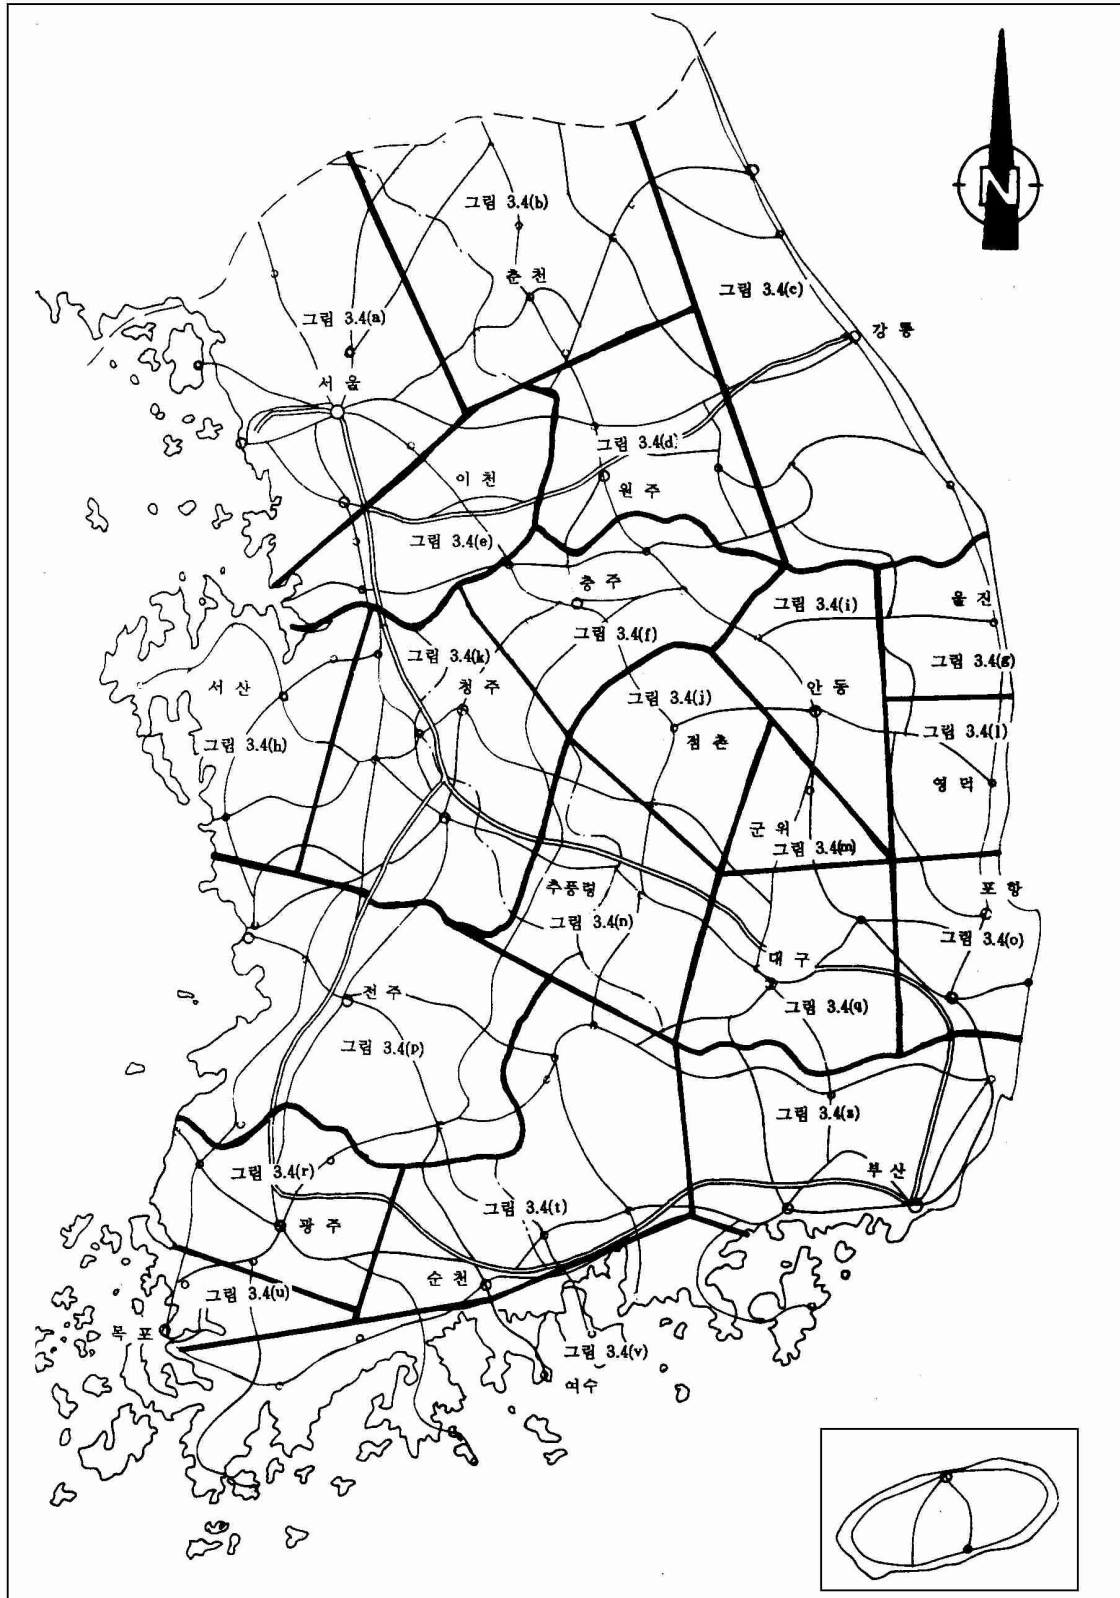 N
그림 3.4(b)
춘천
그림 3.4(c)
그림 3.4(a)
강릉
서울
그림 3.4(d)
이천
원주
그림 3.4(e)
충주
그림 3.4(i)
울진
그림 3.4(f)
그림 3.4(k)
그림 3.4(g)
서산
청주
그림 3.4(j)
안동
그림 3.4(h)
점촌
그림 3.4(l)
영덕
군위
그림 3.4(m)
추풍령
포항
그림 3.4(n)
그림 3.4(o)
대구
전주
그림 3.4(q)
그림 3.4(p)
그림 3.4(s)
그림 3.4(r)
부산
그림 3.4(t)
광주
순천
그림 3.4(u)
목포
그림 3.4(v)
여수